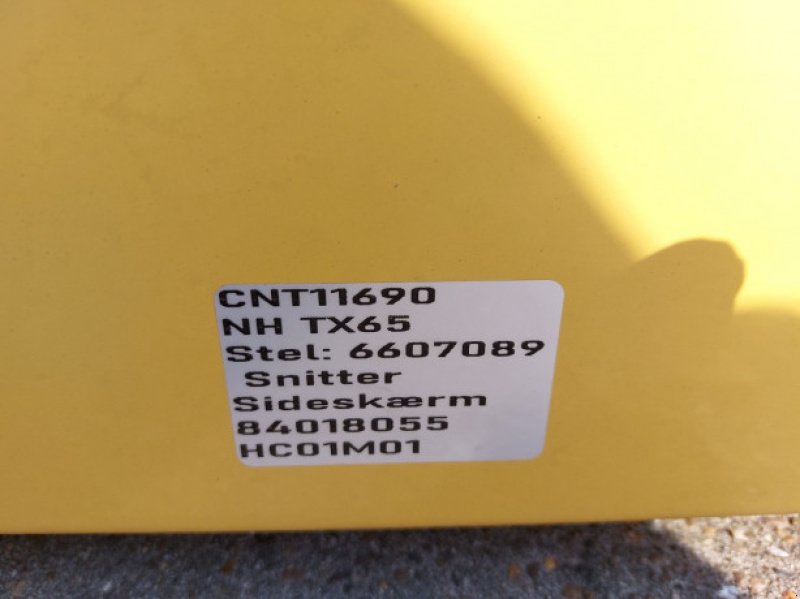 CNT11690
NH TX65
Stel: 6607089
Snitter
Sideskærm
84018055
HC01M01